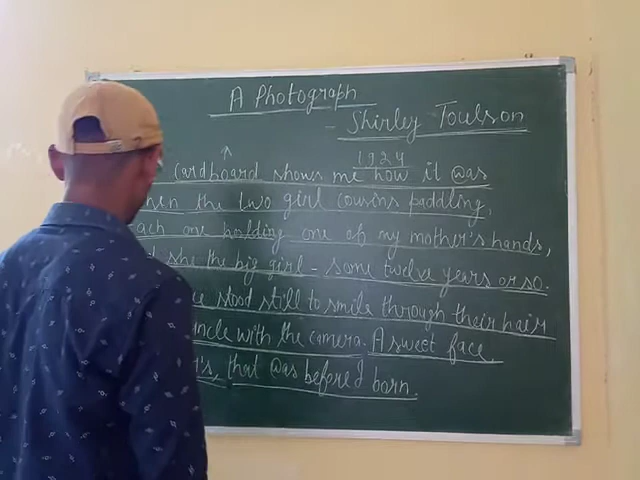 A Photograph
- Shirley Toulson
1924
cardboard shows me how it was
the two girl cousins paddling,
each one holding one of my mother's hands,
she the big girl - some twelve years or so.
stood still to smile through their hair
uncle with the camera. A sweet face,
that was before I born.